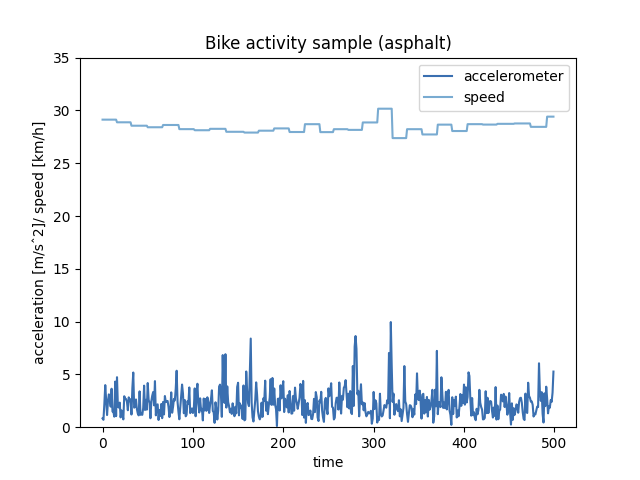 Bike activity sample (asphalt)
accelerometer
speed
acceleration [m/sˆ2]/ speed [km/h]
35
30
25
20
15
10
5
0
0 100 200 300 400 500
time